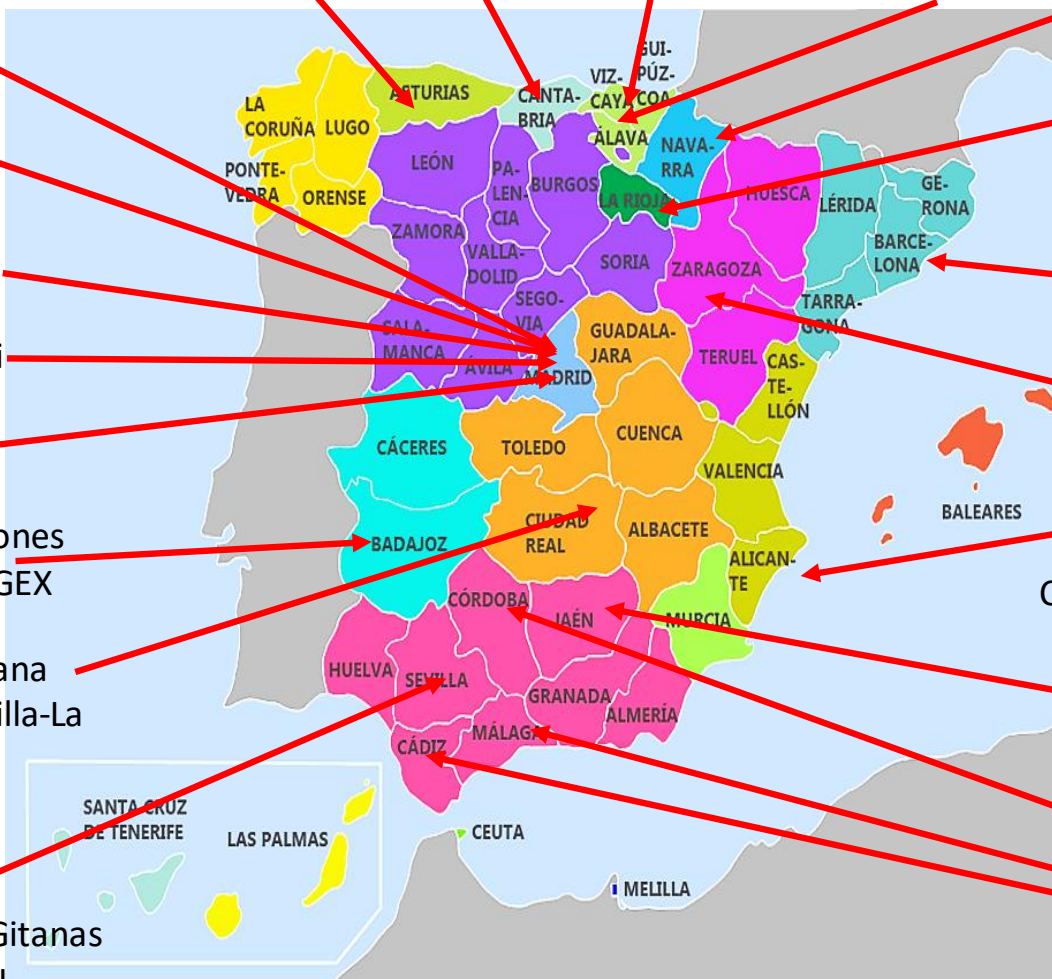 GUI-
PÚZ-
COA
VIZ-
CAYA
ÁLAVA
CANTA-
BRIA
ASTURIAS
LA
CORUÑA
LUGO
PONTE-
VEDRA
ORENSE
LEÓN
PA-
LEN-
CIA
BURGOS
NAVA-
RRA
LA RIOJA
HUESCA
LÉRIDA
GE-
RONA
BARCE-
LONA
TARRA-
GONA
ZAMORA
VALLA-
DOLID
SORIA
ZARAGOZA
SEGO-
VIA
SALA-
MANCA
ÁVILA
MADRID
GUADALA-
JARA
TERUEL
CAS-
TE-
LLÓN
i
CÁCERES
TOLEDO
CUENCA
VALENCIA
BALEARES
BADAJOZ
CIUDAD
REAL
ALBACETE
ALICAN-
TE
ones
GEX
C
CÓRDOBA
JAÉN
MURCIA
HUELVA
SEVILLA
GRANADA
ALMERÍA
ana
illa-La
MÁLAGA
CÁDIZ
SANTA CRUZ
DE TENERIFE
LAS PALMAS
CEUTA
MELILLA
Gitanas